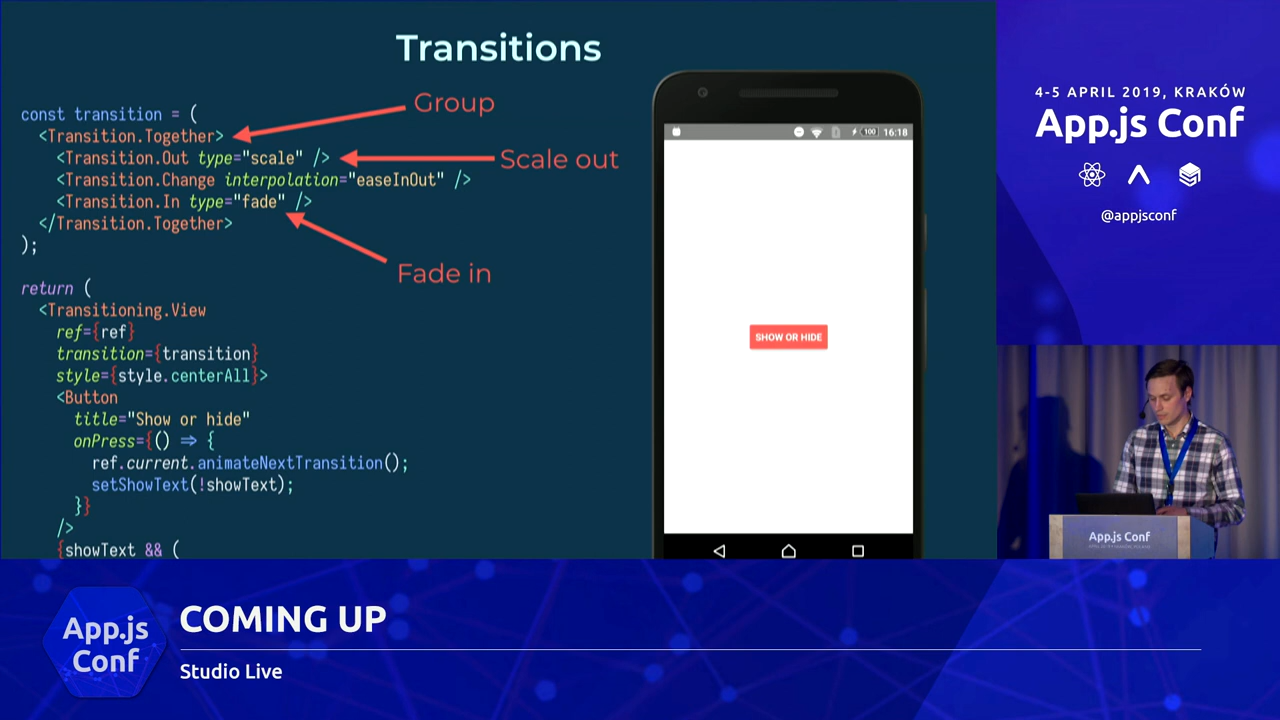 Transitions
const transition = (
<Transition.Together>
<Transition.Out type="scale" />
<Transition.Change interpolation="easeInOut" />
<Transition.In type="fade" />
</Transition.Together>
);
return (
<Transitioning.View
ref={ref}
transition={transition}
style={style.centerAll}>
<Button
title="Show or hide"
onPress={() => {
ref.current.animateNextTransition();
setShowText(!showText);
}}
/>
{showText && (
Group
Scale out
Fade in
100 16:18
SHOW OR HIDE
4-5 APRIL 2019, KRAKÓW
App.js Conf
@appjsconf
App.js Conf
App.js
Conf
COMING UP
Studio Live